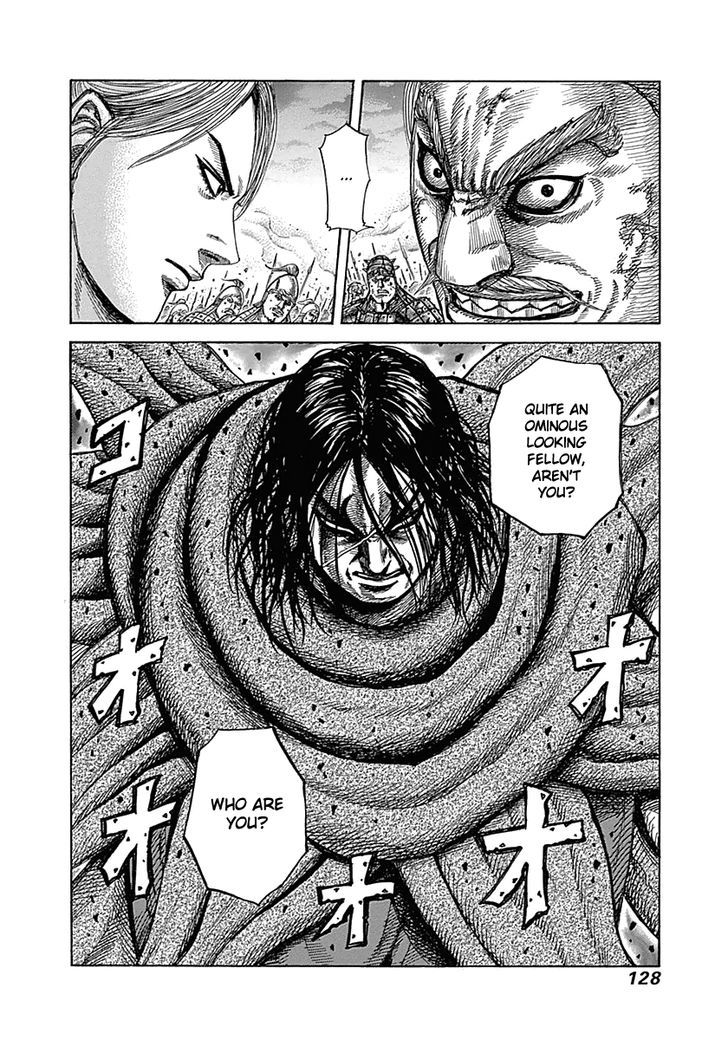 ...
QUITE AN
OMINOUS
LOOKING
FELLOW,
AREN'T
YOU?
コ
オ
オ
オ
オ
オ
WHO ARE
YOU?
128